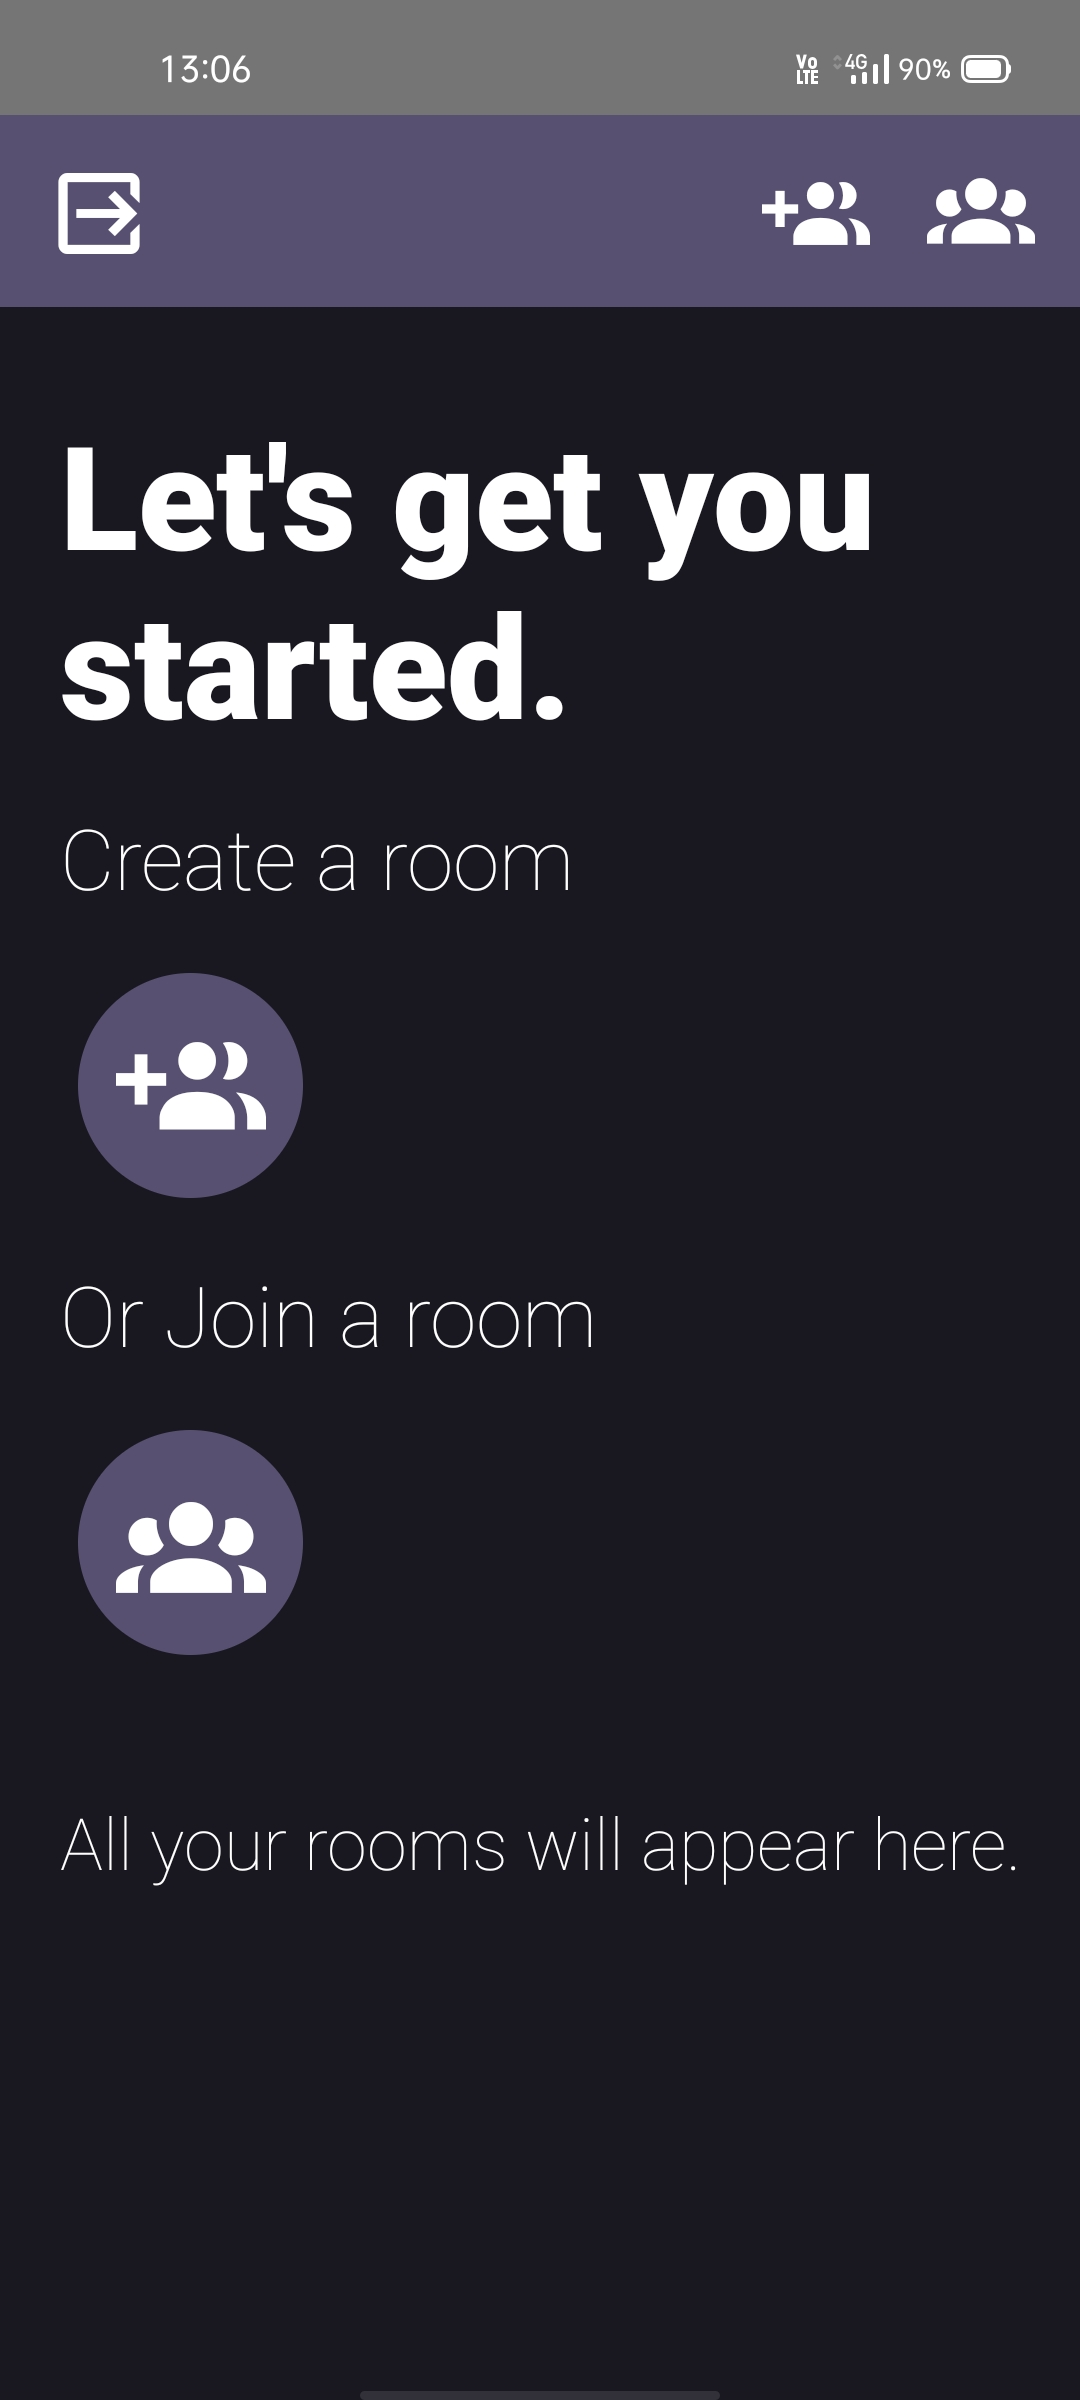 13:06 Vo LTE 4G 90%
Let's get you
started.
Create a room
Or Join a room
All your rooms will appear here.